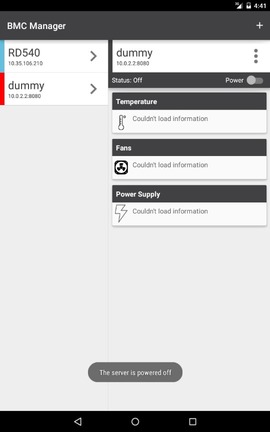 4:41
BMC Manager
+
RD540
10.35.106.210
dummy
10.0.2.2:8080
dummy
10.0.2.2:8080
Status: Off
Power
Temperature
Couldn't load information
Fans
Couldn't load information
Power Supply
Couldn't load information
The server is powered off